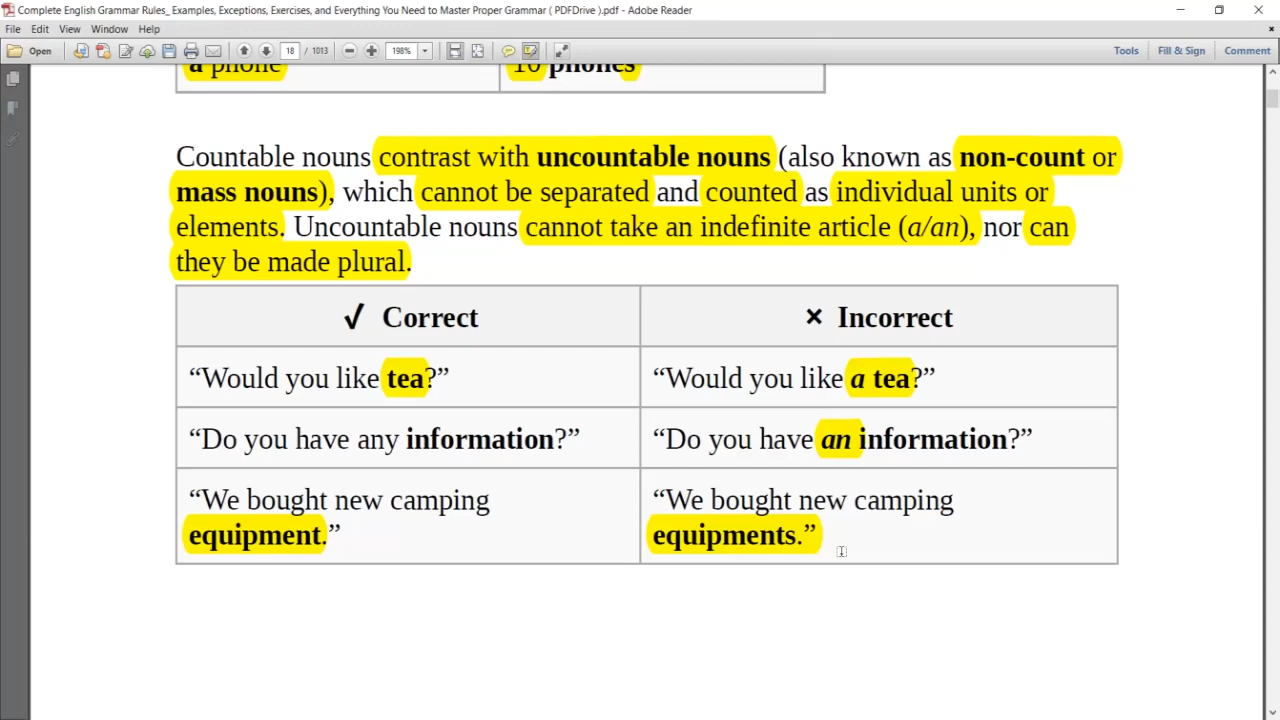 Complete English Grammar Rules_ Examples, Exceptions, Exercises, and Everything You Need to Master Proper Grammar ( PDFDrive ).pdf - Adobe Reader
File Edit View Window Help
Open 18 / 1013 198% Tools Fill & Sign Comment
a phone 10 phones
Countable nouns contrast with uncountable nouns (also known as non-count or
mass nouns), which cannot be separated and counted as individual units or
elements. Uncountable nouns cannot take an indefinite article (a/an), nor can
they be made plural.
✓ Correct × Incorrect
“Would you like tea?” “Would you like a tea?”
“Do you have any information?” “Do you have an information?”
“We bought new camping
equipment.”
“We bought new camping
equipments.”